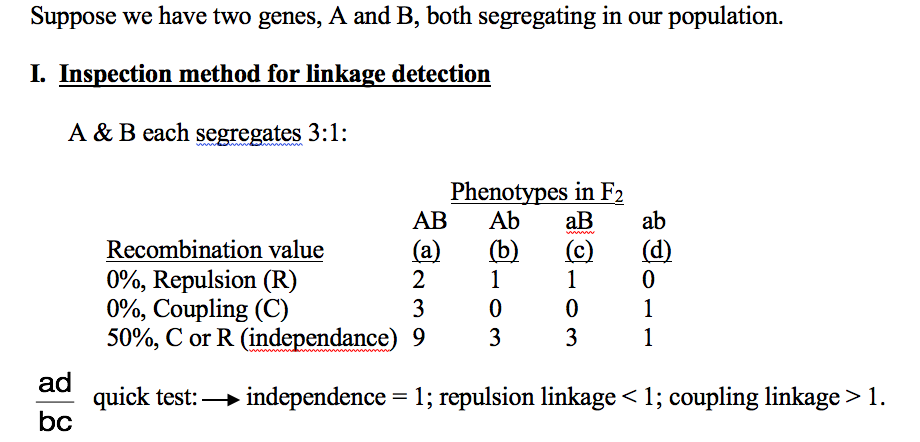 Suppose we have two genes, A and B, both segregating in our population.
I. Inspection method for linkage detection
A & B each segregates 3:1:
Phenotypes in F2
AB Ab aB ab
Recombination value (a) (b) (c) (d)
0%, Repulsion (R) 2 1 1 0
0%, Coupling (C) 3 0 0 1
50%, C or R (independance) 9 3 3 1
ad
bc
quick test: → independence = 1; repulsion linkage < 1; coupling linkage > 1.